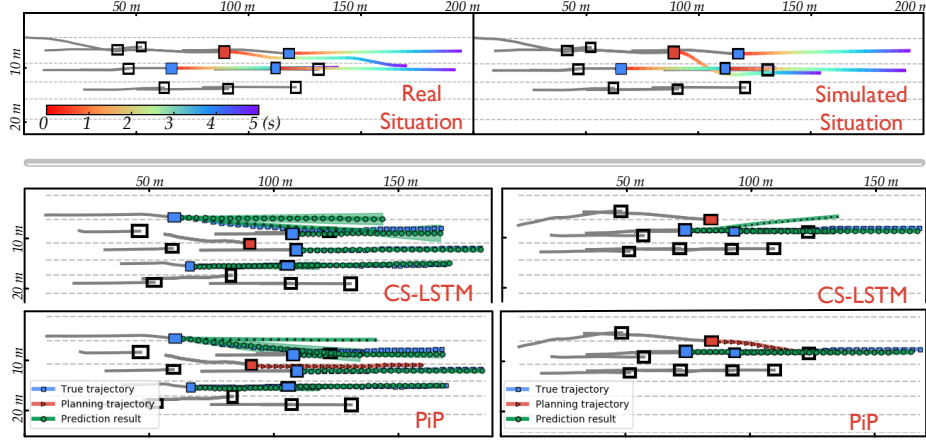 50 m 100 m 150 m 200 m 50 m 100 m 150 m 200 m
10 m
20 m
Real
Situation
0 1 2 3 4 5 (s)
Simulated
Situation
50 m 100 m 150 m 50 m 100 m 150 m
10 m
20 m
CS-LSTM
CS-LSTM
10 m
20 m
True trajectory
Planning trajectory
Prediction result
PiP
True trajectory
Planning trajectory
Prediction result
PiP